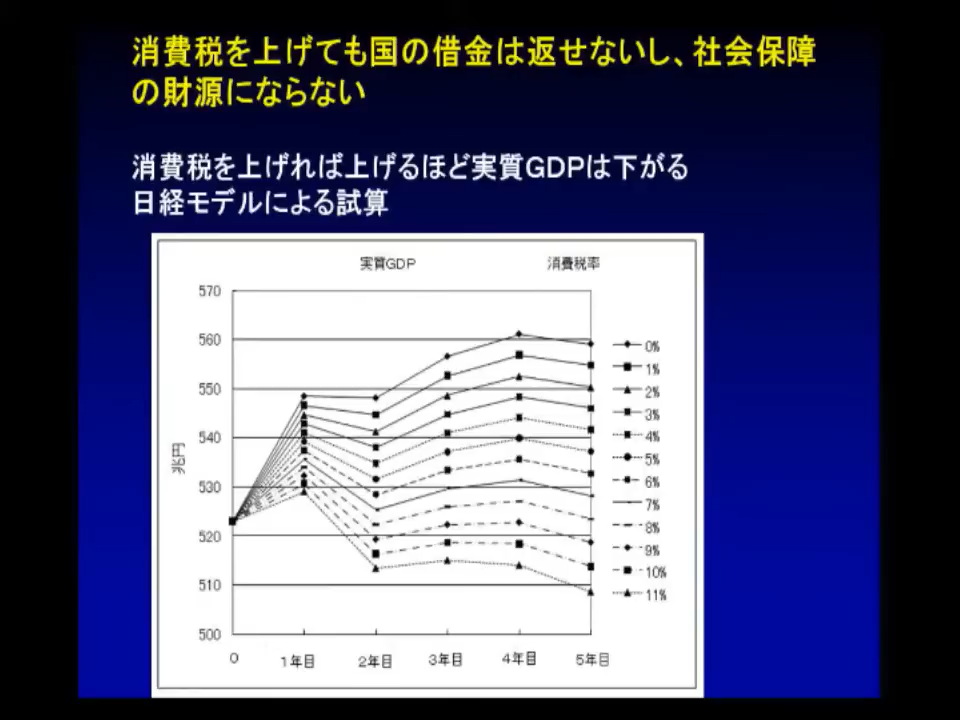 消費税を上げても国の借金は返せないし、社会保障
の財源にならない
消費税を上げれば上げるほど実質GDPは下がる
日経モデルによる試算
実質GDP 消費税率
570
560
550
540
530
520
510
500
兆円
0 1年目 2年目 3年目 4年目 5年目
0%
1%
2%
3%
4%
5%
6%
7%
8%
9%
10%
11%